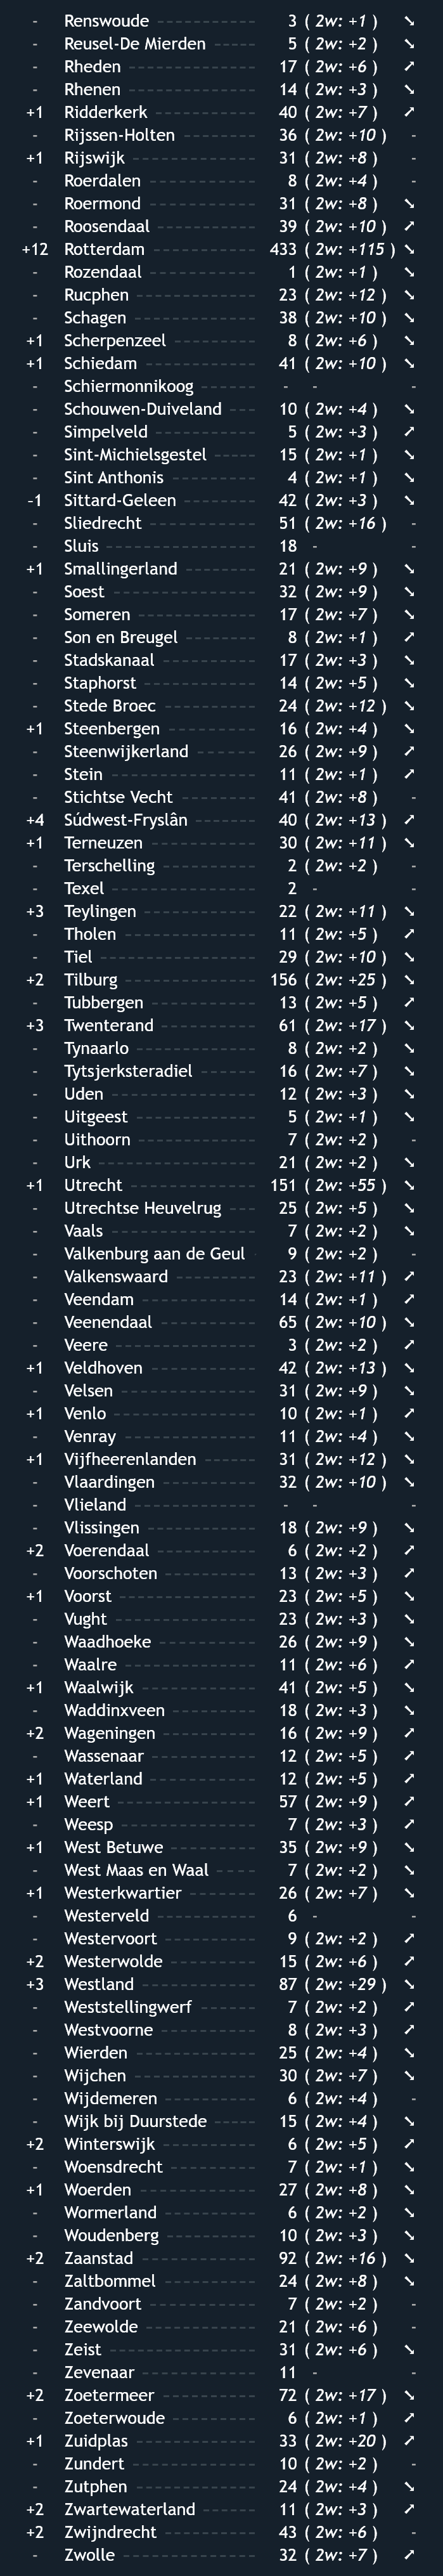 - Renswoude 3 ( 2w: +1 ) ↘
- Reusel-De Mierden 5 ( 2w: +2 ) ↘
- Rheden 17 ( 2w: +6 ) ↗
- Rhenen 14 ( 2w: +3 ) ↘
+1 Ridderkerk 40 ( 2w: +7 ) ↗
- Rijssen-Holten 36 ( 2w: +10 ) -
+1 Rijswijk 31 ( 2w: +8 ) -
- Roerdalen 8 ( 2w: +4 ) -
- Roermond 31 ( 2w: +8 ) ↘
- Roosendaal 39 ( 2w: +10 ) ↗
+12 Rotterdam 433 ( 2w: +115 ) ↘
- Rozendaal 1 ( 2w: +1 ) ↘
- Rucphen 23 ( 2w: +12 ) ↘
- Schagen 38 ( 2w: +10 ) ↘
+1 Scherpenzeel 8 ( 2w: +6 ) ↘
+1 Schiedam 41 ( 2w: +10 ) ↘
- Schiermonnikoog - - -
- Schouwen-Duiveland 10 ( 2w: +4 ) ↘
- Simpelveld 5 ( 2w: +3 ) ↗
- Sint-Michielsgestel 15 ( 2w: +1 ) ↘
- Sint Anthonis 4 ( 2w: +1 ) ↘
-1 Sittard-Geleen 42 ( 2w: +3 ) ↘
- Sliedrecht 51 ( 2w: +16 ) -
- Sluis 18 - -
+1 Smallingerland 21 ( 2w: +9 ) ↘
- Soest 32 ( 2w: +9 ) ↘
- Someren 17 ( 2w: +7 ) ↘
- Son en Breugel 8 ( 2w: +1 ) ↗
- Stadskanaal 17 ( 2w: +3 ) ↘
- Staphorst 14 ( 2w: +5 ) ↘
- Stede Broec 24 ( 2w: +12 ) ↘
+1 Steenbergen 16 ( 2w: +4 ) ↘
- Steenwijkerland 26 ( 2w: +9 ) ↗
- Stein 11 ( 2w: +1 ) ↗
- Stichtse Vecht 41 ( 2w: +8 ) -
+4 Súdwest-Fryslân 40 ( 2w: +13 ) ↗
+1 Terneuzen 30 ( 2w: +11 ) ↘
- Terschelling 2 ( 2w: +2 ) -
- Texel 2 - -
+3 Teylingen 22 ( 2w: +11 ) ↘
- Tholen 11 ( 2w: +5 ) ↗
- Tiel 29 ( 2w: +10 ) ↘
+2 Tilburg 156 ( 2w: +25 ) ↘
- Tubbergen 13 ( 2w: +5 ) ↗
+3 Twenterand 61 ( 2w: +17 ) ↘
- Tynaarlo 8 ( 2w: +2 ) ↘
- Tytsjerksteradiel 16 ( 2w: +7 ) ↘
- Uden 12 ( 2w: +3 ) ↘
- Uitgeest 5 ( 2w: +1 ) ↘
- Uithoorn 7 ( 2w: +2 ) -
- Urk 21 ( 2w: +2 ) ↘
+1 Utrecht 151 ( 2w: +55 ) ↘
- Utrechtse Heuvelrug 25 ( 2w: +5 ) ↘
- Vaals 7 ( 2w: +2 ) ↘
- Valkenburg aan de Geul 9 ( 2w: +2 ) -
- Valkenswaard 23 ( 2w: +11 ) ↗
- Veendam 14 ( 2w: +1 ) ↗
- Veenendaal 65 ( 2w: +10 ) ↘
- Veere 3 ( 2w: +2 ) ↗
+1 Veldhoven 42 ( 2w: +13 ) ↘
- Velsen 31 ( 2w: +9 ) ↘
+1 Venlo 10 ( 2w: +1 ) ↗
- Venray 11 ( 2w: +4 ) ↘
+1 Vijfheerenlanden 31 ( 2w: +12 ) ↘
- Vlaardingen 32 ( 2w: +10 ) ↘
- Vlieland - - -
- Vlissingen 18 ( 2w: +9 ) ↘
+2 Voerendaal 6 ( 2w: +2 ) ↗
- Voorschoten 13 ( 2w: +3 ) ↗
+1 Voorst 23 ( 2w: +5 ) ↘
- Vught 23 ( 2w: +3 ) ↘
- Waadhoeke 26 ( 2w: +9 ) ↘
- Waalre 11 ( 2w: +6 ) ↗
+1 Waalwijk 41 ( 2w: +5 ) ↘
- Waddinxveen 18 ( 2w: +3 ) ↘
+2 Wageningen 16 ( 2w: +9 ) ↗
- Wassenaar 12 ( 2w: +5 ) ↗
+1 Waterland 12 ( 2w: +5 ) ↗
+1 Weert 57 ( 2w: +9 ) ↗
- Weesp 7 ( 2w: +3 ) ↗
+1 West Betuwe 35 ( 2w: +9 ) ↘
- West Maas en Waal 7 ( 2w: +2 ) ↘
+1 Westerkwartier 26 ( 2w: +7 ) ↘
- Westerveld 6 - -
- Westervoort 9 ( 2w: +2 ) ↗
+2 Westerwolde 15 ( 2w: +6 ) ↗
+3 Westland 87 ( 2w: +29 ) ↘
- Weststellingwerf 7 ( 2w: +2 ) ↗
- Westvoorne 8 ( 2w: +3 ) ↗
- Wierden 25 ( 2w: +4 ) ↘
- Wijchen 30 ( 2w: +7 ) ↘
- Wijdemeren 6 ( 2w: +4 ) -
- Wijk bij Duurstede 15 ( 2w: +4 ) ↘
+2 Winterswijk 6 ( 2w: +5 ) ↗
- Woensdrecht 7 ( 2w: +1 ) ↘
+1 Woerden 27 ( 2w: +8 ) ↘
- Wormerland 6 ( 2w: +2 ) ↘
- Woudenberg 10 ( 2w: +3 ) ↘
+2 Zaanstad 92 ( 2w: +16 ) ↘
- Zaltbommel 24 ( 2w: +8 ) ↘
- Zandvoort 7 ( 2w: +2 ) -
- Zeewolde 21 ( 2w: +6 ) -
- Zeist 31 ( 2w: +6 ) ↘
- Zevenaar 11 - -
+2 Zoetermeer 72 ( 2w: +17 ) ↘
- Zoeterwoude 6 ( 2w: +1 ) ↗
+1 Zuidplas 33 ( 2w: +20 ) ↗
- Zundert 10 ( 2w: +2 ) -
- Zutphen 24 ( 2w: +4 ) ↘
+2 Zwartewaterland 11 ( 2w: +3 ) ↗
+2 Zwijndrecht 43 ( 2w: +6 ) -
- Zwolle 32 ( 2w: +7 ) ↗